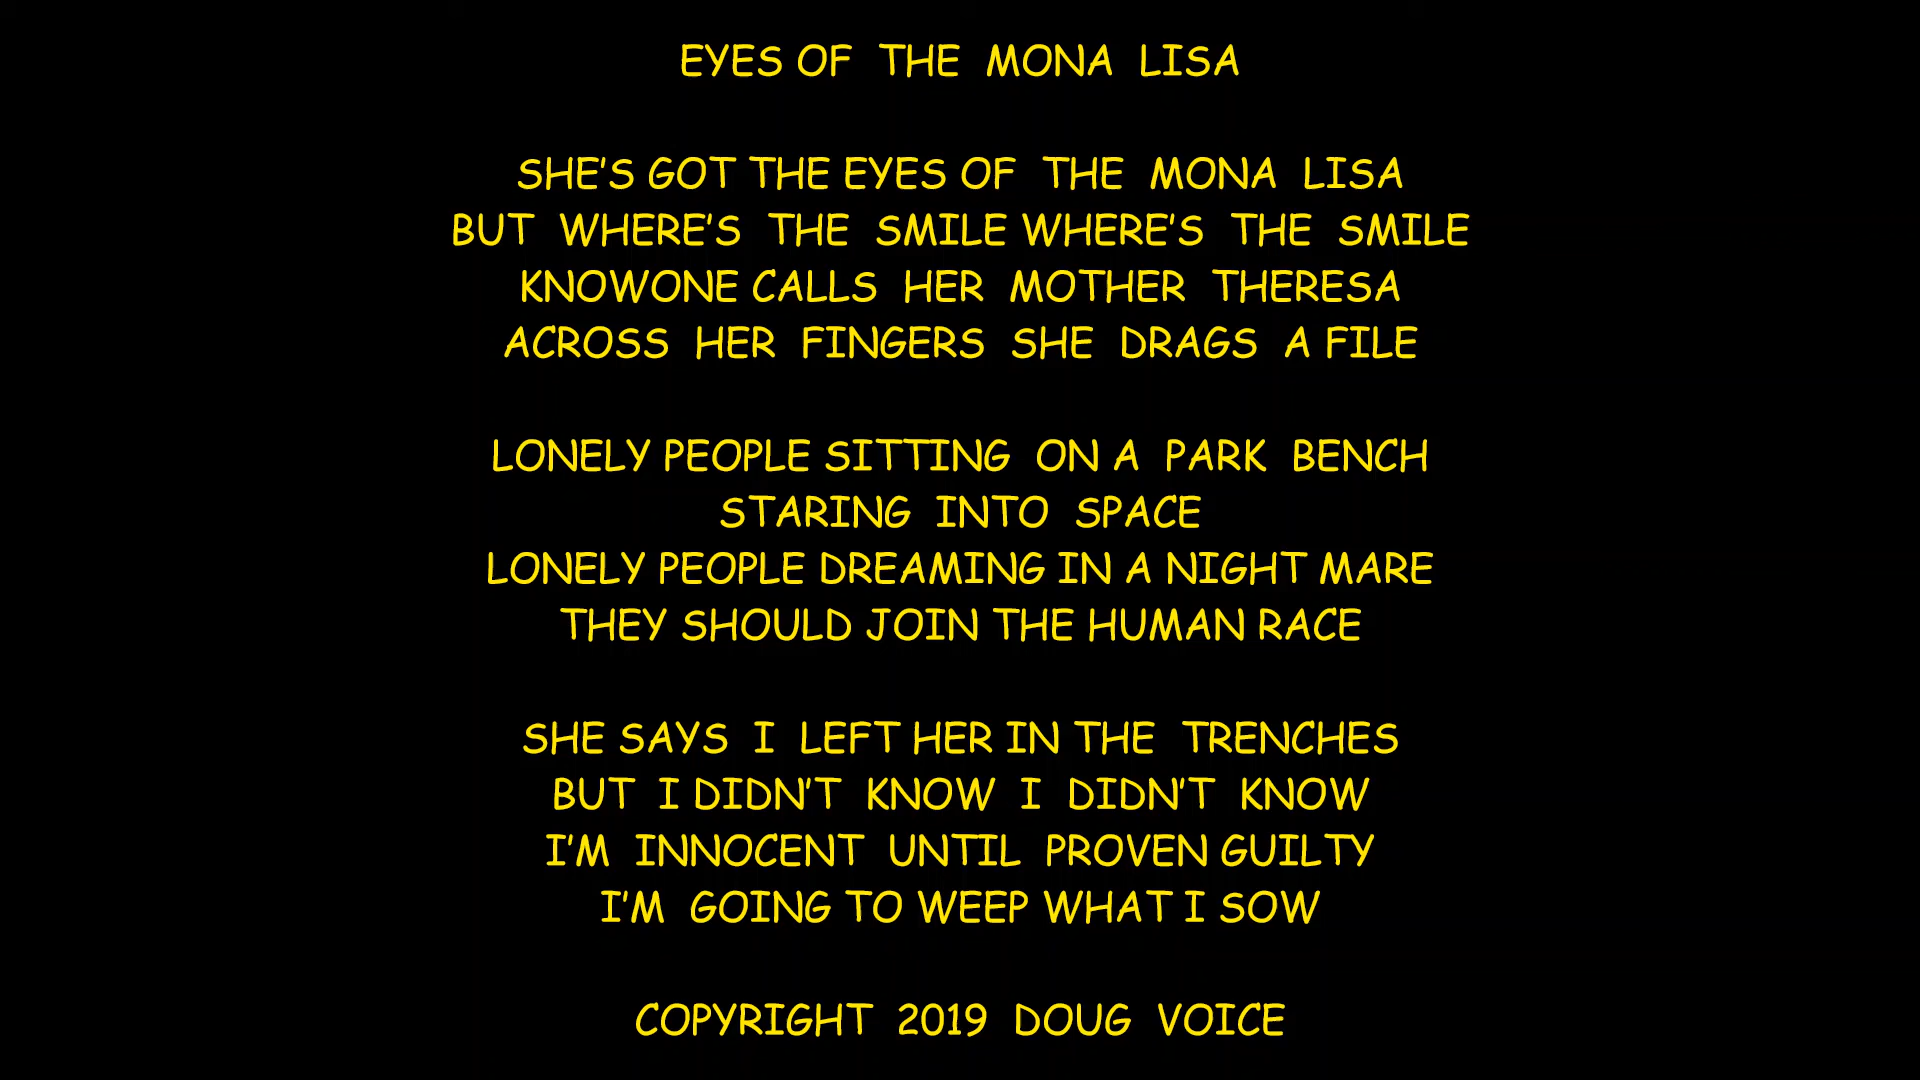 EYES OF THE MONA LISA
SHE'S GOT THE EYES OF THE MONA LISA
BUT WHERE'S THE SMILE WHERE'S THE SMILE
KNOWONE CALLS HER MOTHER THERESA
ACROSS HER FINGERS SHE DRAGS A FILE
LONELY PEOPLE SITTING ON A PARK BENCH
STARING INTO SPACE
LONELY PEOPLE DREAMING IN A NIGHT MARE
THEY SHOULD JOIN THE HUMAN RACE
SHE SAYS I LEFT HER IN THE TRENCHES
BUT I DIDN'T KNOW I DIDN'T KNOW
I'M INNOCENT UNTIL PROVEN GUILTY
I'M GOING TO WEEP WHAT I SOW
COPYRIGHT 2019 DOUG VOICE